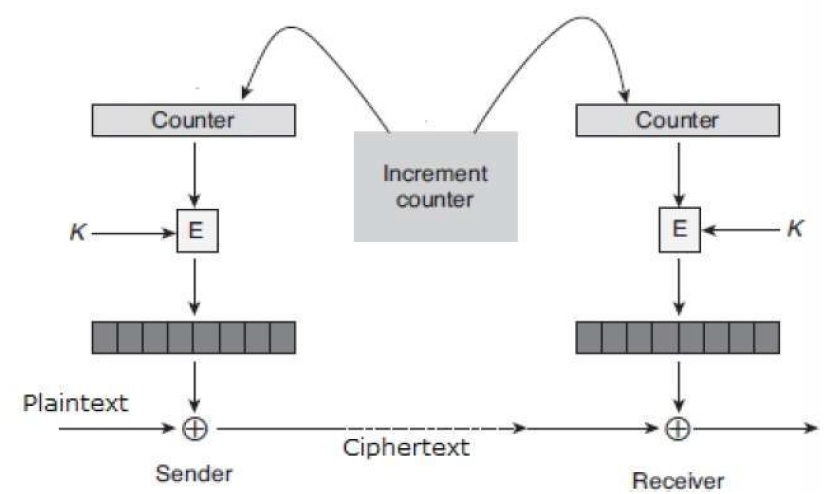 Counter
Counter
Increment
counter
K
E
E
K
Plaintext
Ciphertext
Sender
Receiver